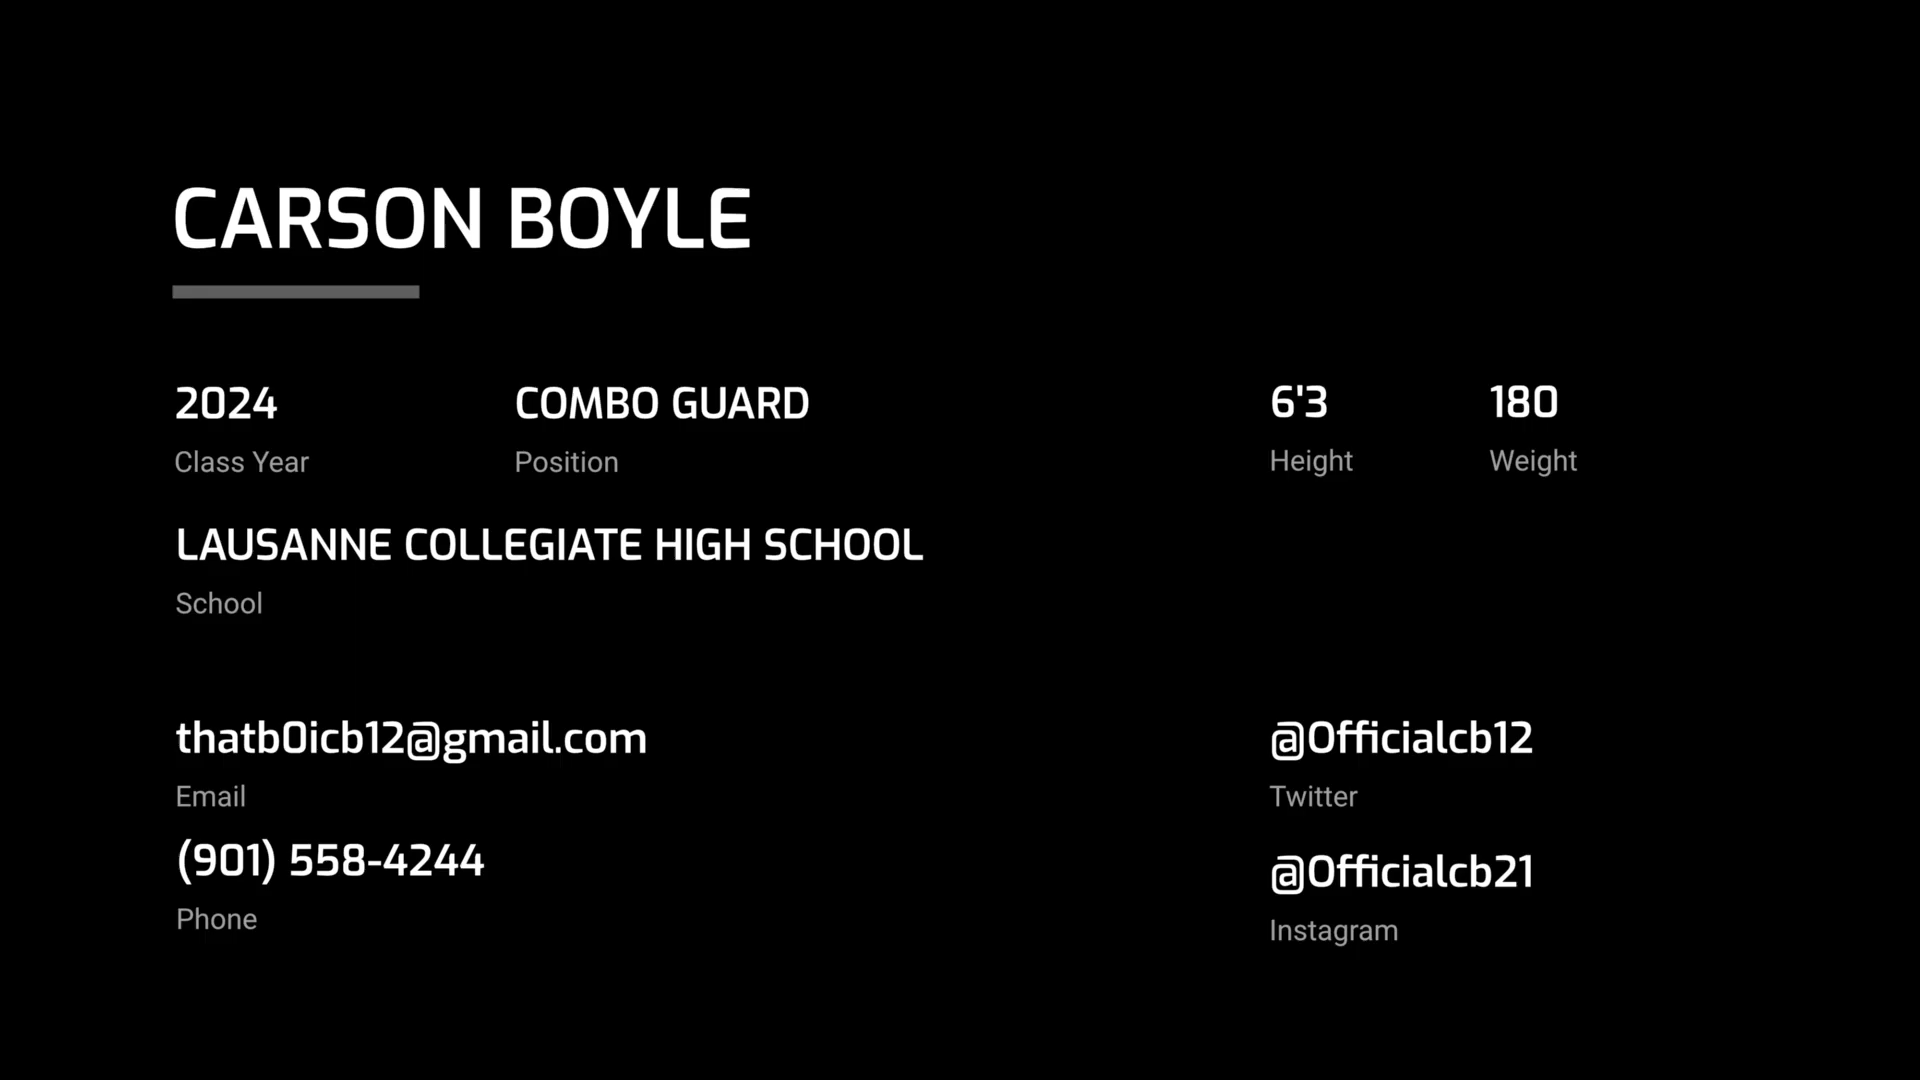 CARSON BOYLE
2024
Class Year
COMBO GUARD
Position
6'3
Height
180
Weight
LAUSANNE COLLEGIATE HIGH SCHOOL
School
thatb0icb12@gmail.com
Email
(901) 558-4244
Phone
@Officialcb12
Twitter
@Officialcb21
Instagram